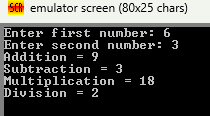 SCR emulator screen (80x25 chars)
Enter first number: 6
Enter second number: 3
Addition = 9
Subtraction = 3
Multiplication = 18
Division = 2